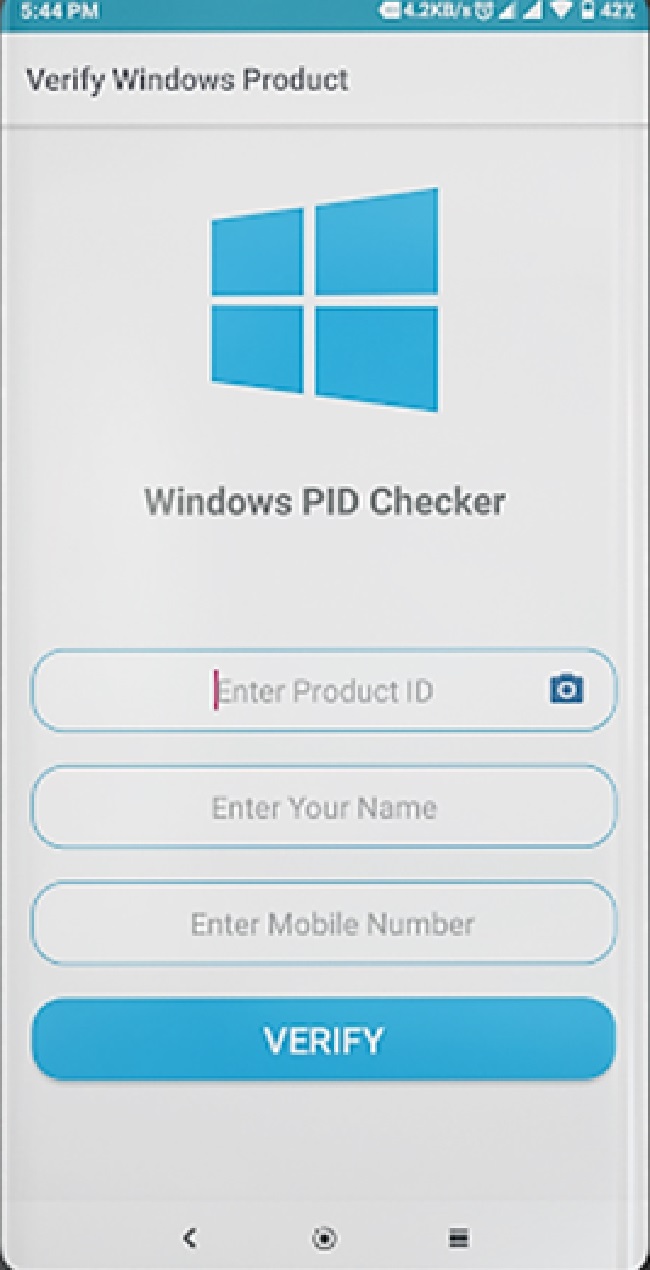 5:44 PM 4.2KB/s 42%
Verify Windows Product
Windows PID Checker
Enter Product ID
Enter Your Name
Enter Mobile Number
VERIFY